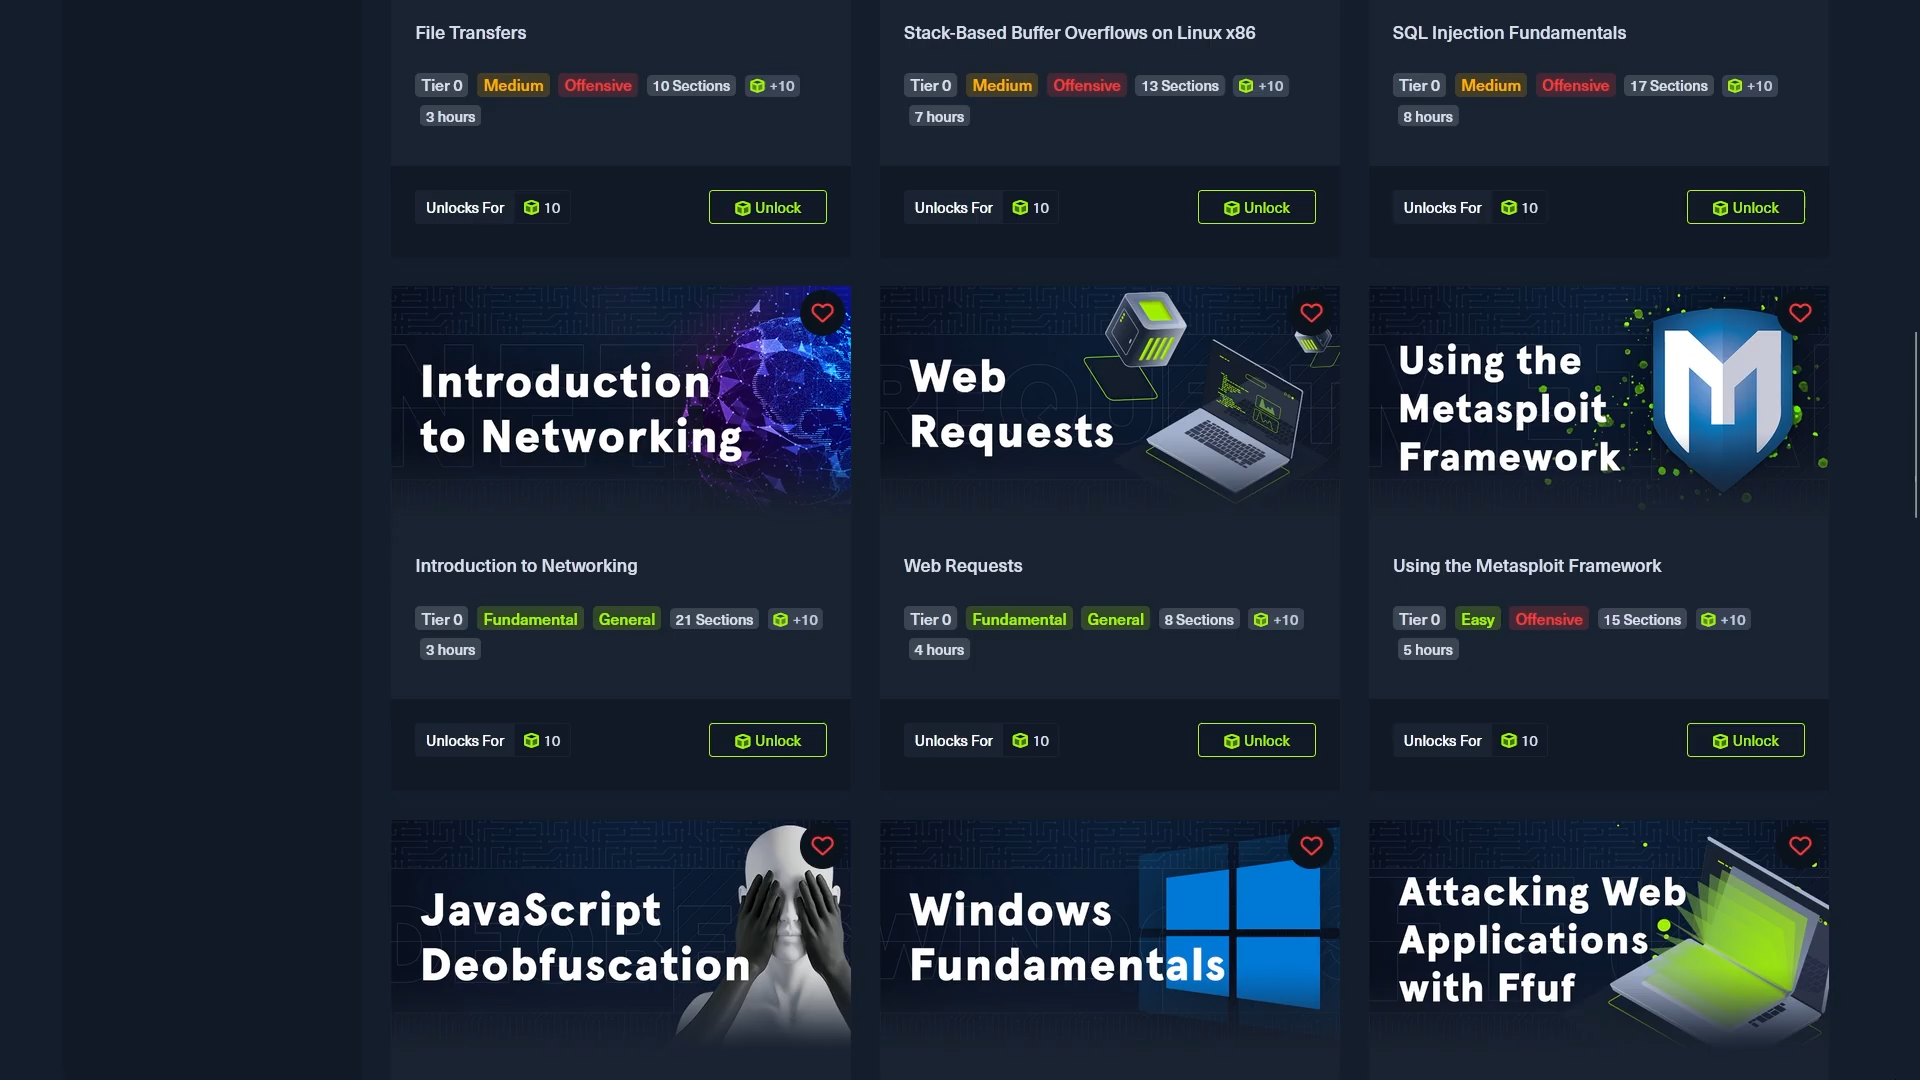 File Transfers
Tier 0 Medium Offensive 10 Sections +10
3 hours
Unlocks For 10 Unlock
Stack-Based Buffer Overflows on Linux x86
Tier 0 Medium Offensive 13 Sections +10
7 hours
Unlocks For 10 Unlock
SQL Injection Fundamentals
Tier 0 Medium Offensive 17 Sections +10
8 hours
Unlocks For 10 Unlock
Introduction
to Networking
Introduction to Networking
Tier 0 Fundamental General 21 Sections +10
3 hours
Unlocks For 10 Unlock
Web
Requests
Web Requests
Tier 0 Fundamental General 8 Sections +10
4 hours
Unlocks For 10 Unlock
Using the
Metasploit
Framework
Using the Metasploit Framework
Tier 0 Easy Offensive 15 Sections +10
5 hours
Unlocks For 10 Unlock
JavaScript
Deobfuscation
Windows
Fundamentals
Attacking Web
Applications
with Ffuf